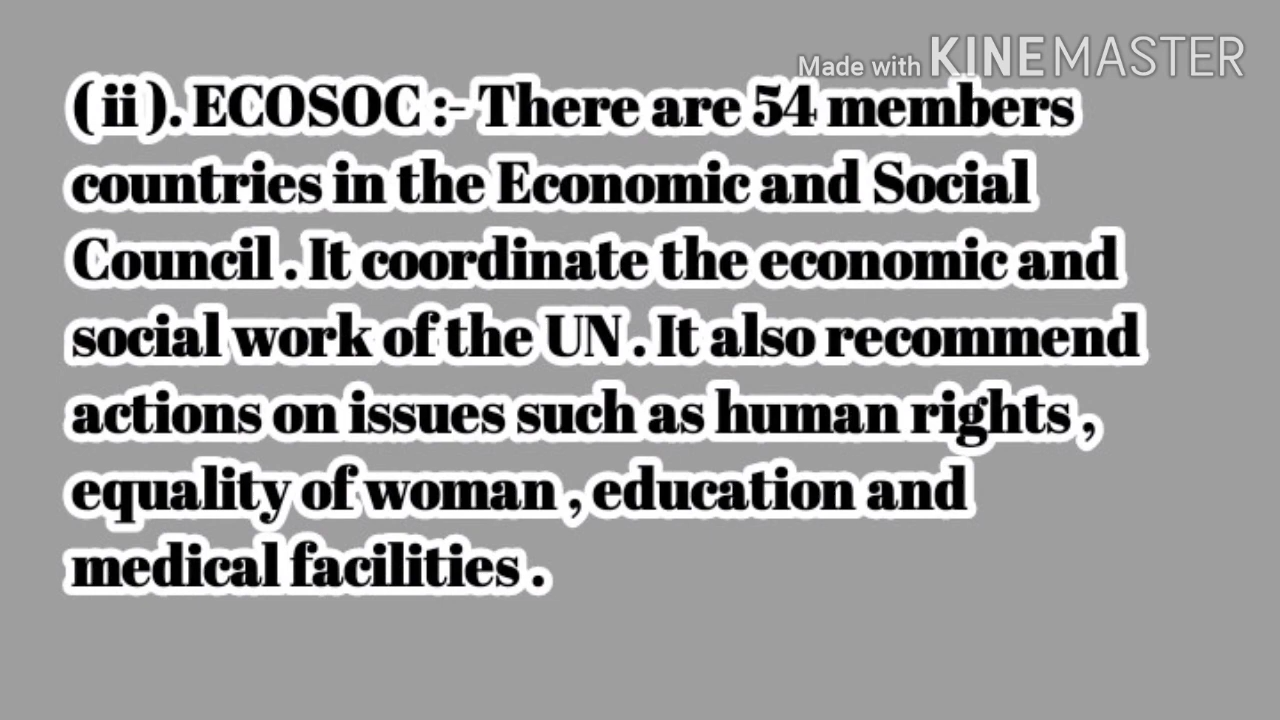 Made with KINEMASTER
( ii ). ECOSOC :- There are 54 members
countries in the Economic and Social
Council . It coordinate the economic and
social work of the UN . It also recommend
actions on issues such as human rights ,
equality of woman , education and
medical facilities .